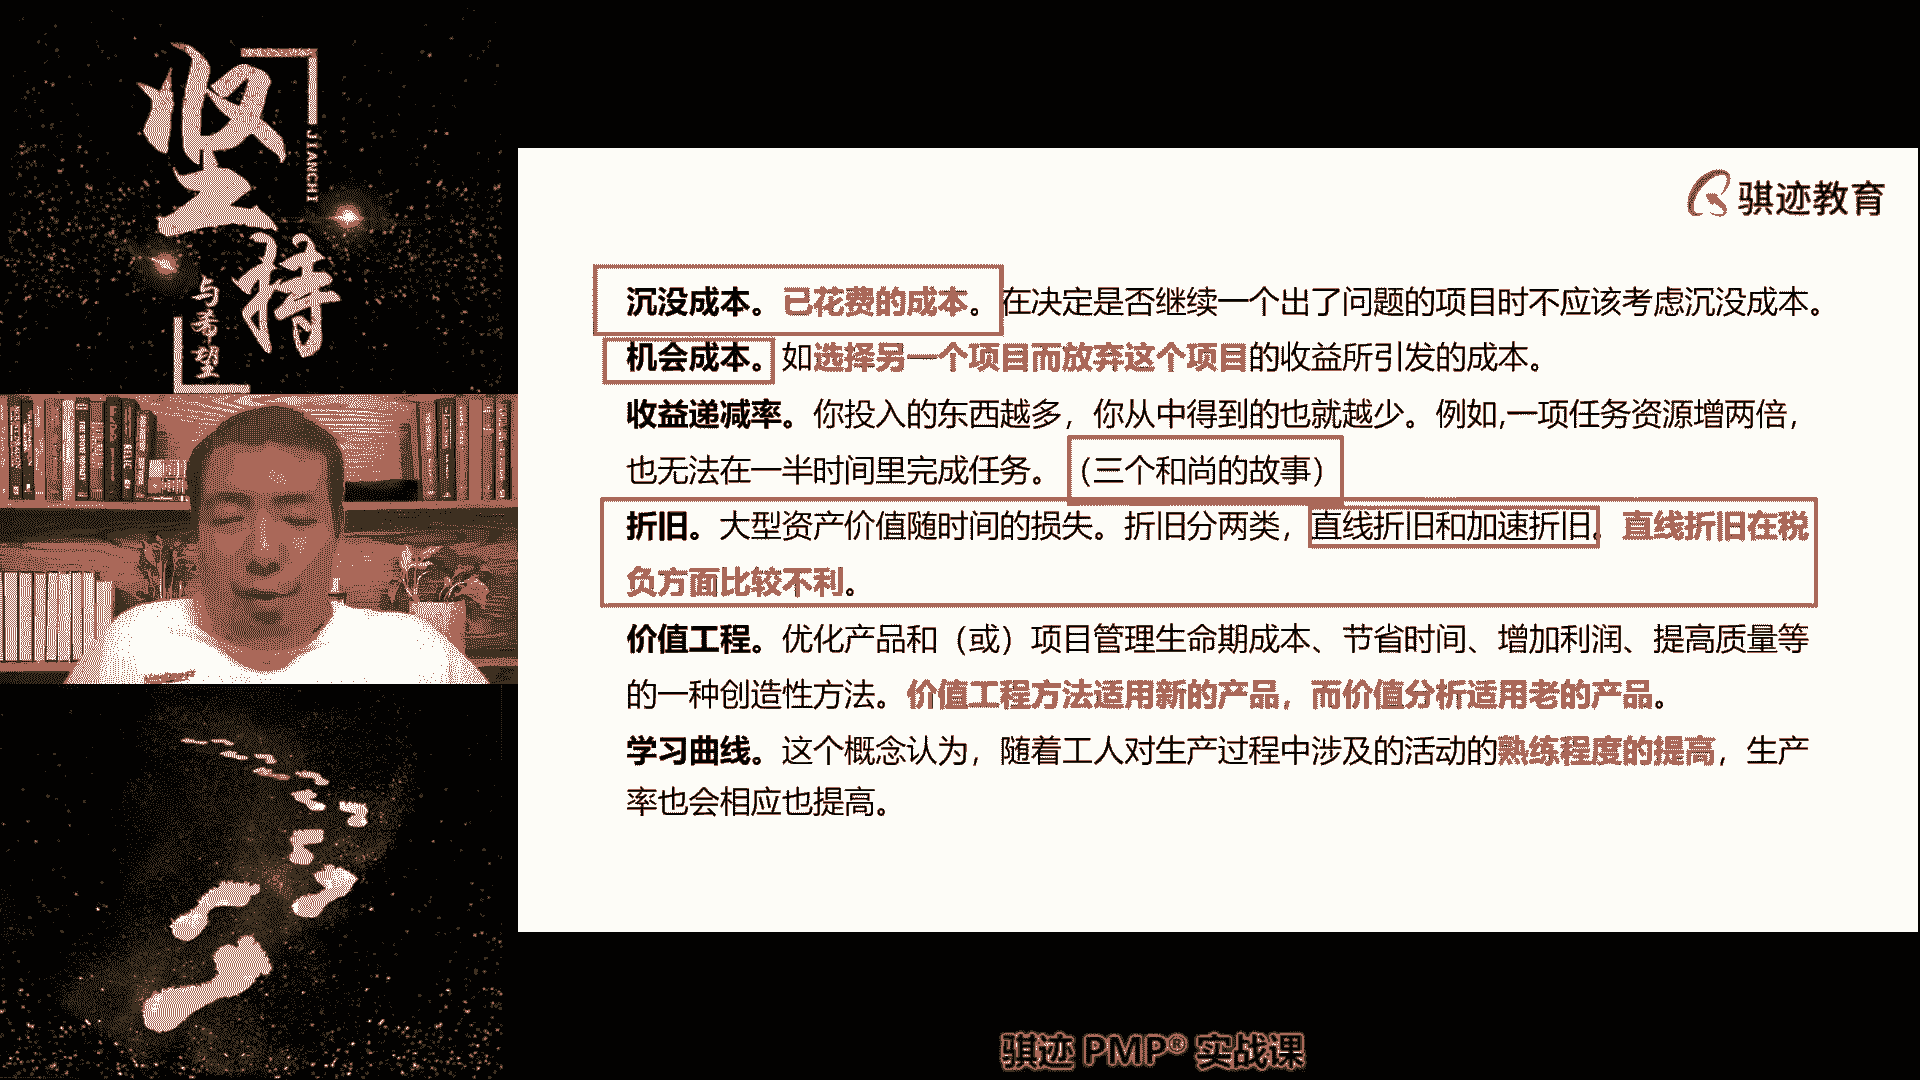 坚持
JIANCHI
与希望
骐迹教育
沉没成本。已花费的成本。在决定是否继续一个出了问题的项目时不应该考虑沉没成本。
机会成本。如选择另一个项目而放弃这个项目的收益所引发的成本。
收益递减率。你投入的东西越多，你从中得到的也就越少。例如,一项任务资源增两倍，
也无法在一半时间里完成任务。（三个和尚的故事）
折旧。大型资产价值随时间的损失。折旧分两类，直线折旧和加速折旧。直线折旧在税
负方面比较不利。
价值工程。优化产品和（或）项目管理生命期成本、节省时间、增加利润、提高质量等
的一种创造性方法。价值工程方法适用新的产品，而价值分析适用老的产品。
学习曲线。这个概念认为，随着工人对生产过程中涉及的活动的熟练程度的提高，生产
率也会相应也提高。
骐迹 PMP® 实战课